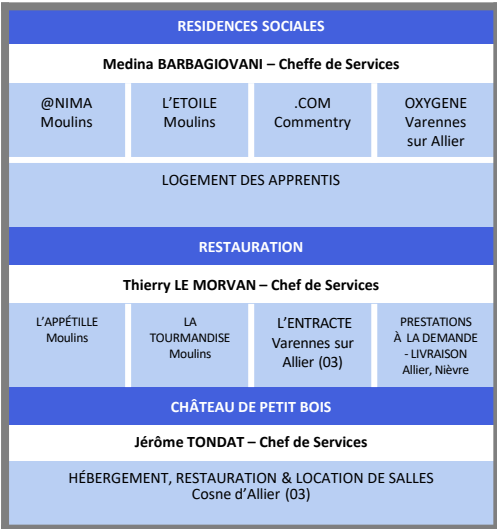 RESIDENCES SOCIALES
Medina BARBAGIOVANI – Cheffe de Services
@NIMA
Moulins
L'ETOILE
Moulins
.COM
Commentry
OXYGENE
Varennes
sur Allier
LOGEMENT DES APPRENTIS
RESTAURATION
Thierry LE MORVAN – Chef de Services
L'APPÉTILLE
Moulins
LA
TOURMANDISE
Moulins
L'ENTRACTE
Varennes sur
Allier (03)
PRESTATIONS
À LA DEMANDE
- LIVRAISON
Allier, Nièvre
CHÂTEAU DE PETIT BOIS
Jérôme TONDAT – Chef de Services
HÉBERGEMENT, RESTAURATION & LOCATION DE SALLES
Cosne d'Allier (03)